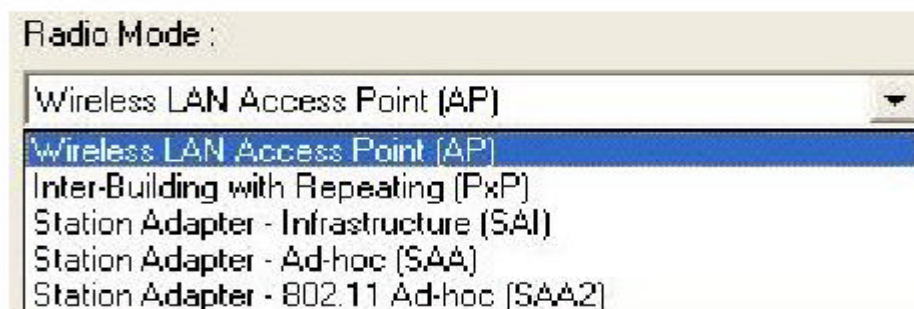 Radio Mode :
Wireless LAN Access Point (AP)
Wireless LAN Access Point (AP)
Inter-Building with Repeating (PxP)
Station Adapter - Infrastructure (SAI)
Station Adapter - Ad-hoc (SAA)
Station Adapter - 802.11 Ad-hoc (SAA2)